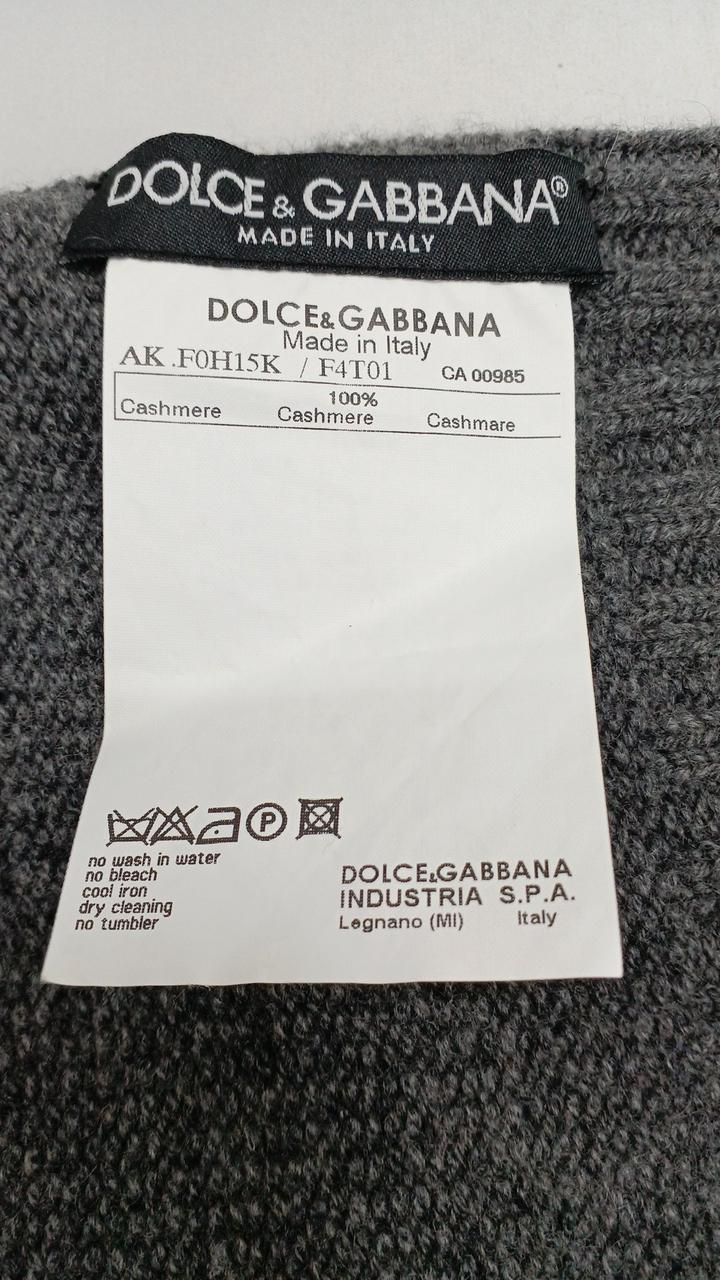 DOLCE & GABBANA®
MADE IN ITALY
DOLCE&GABBANA
Made in Italy
AK .F0H15K / F4T01 CA 00985
100%
Cashmere Cashmere Cashmare
P
no wash in water
no bleach
cool iron
dry cleaning
no tumbler
DOLCE&GABBANA
INDUSTRIA S.P.A.
Legnano (MI) Italy